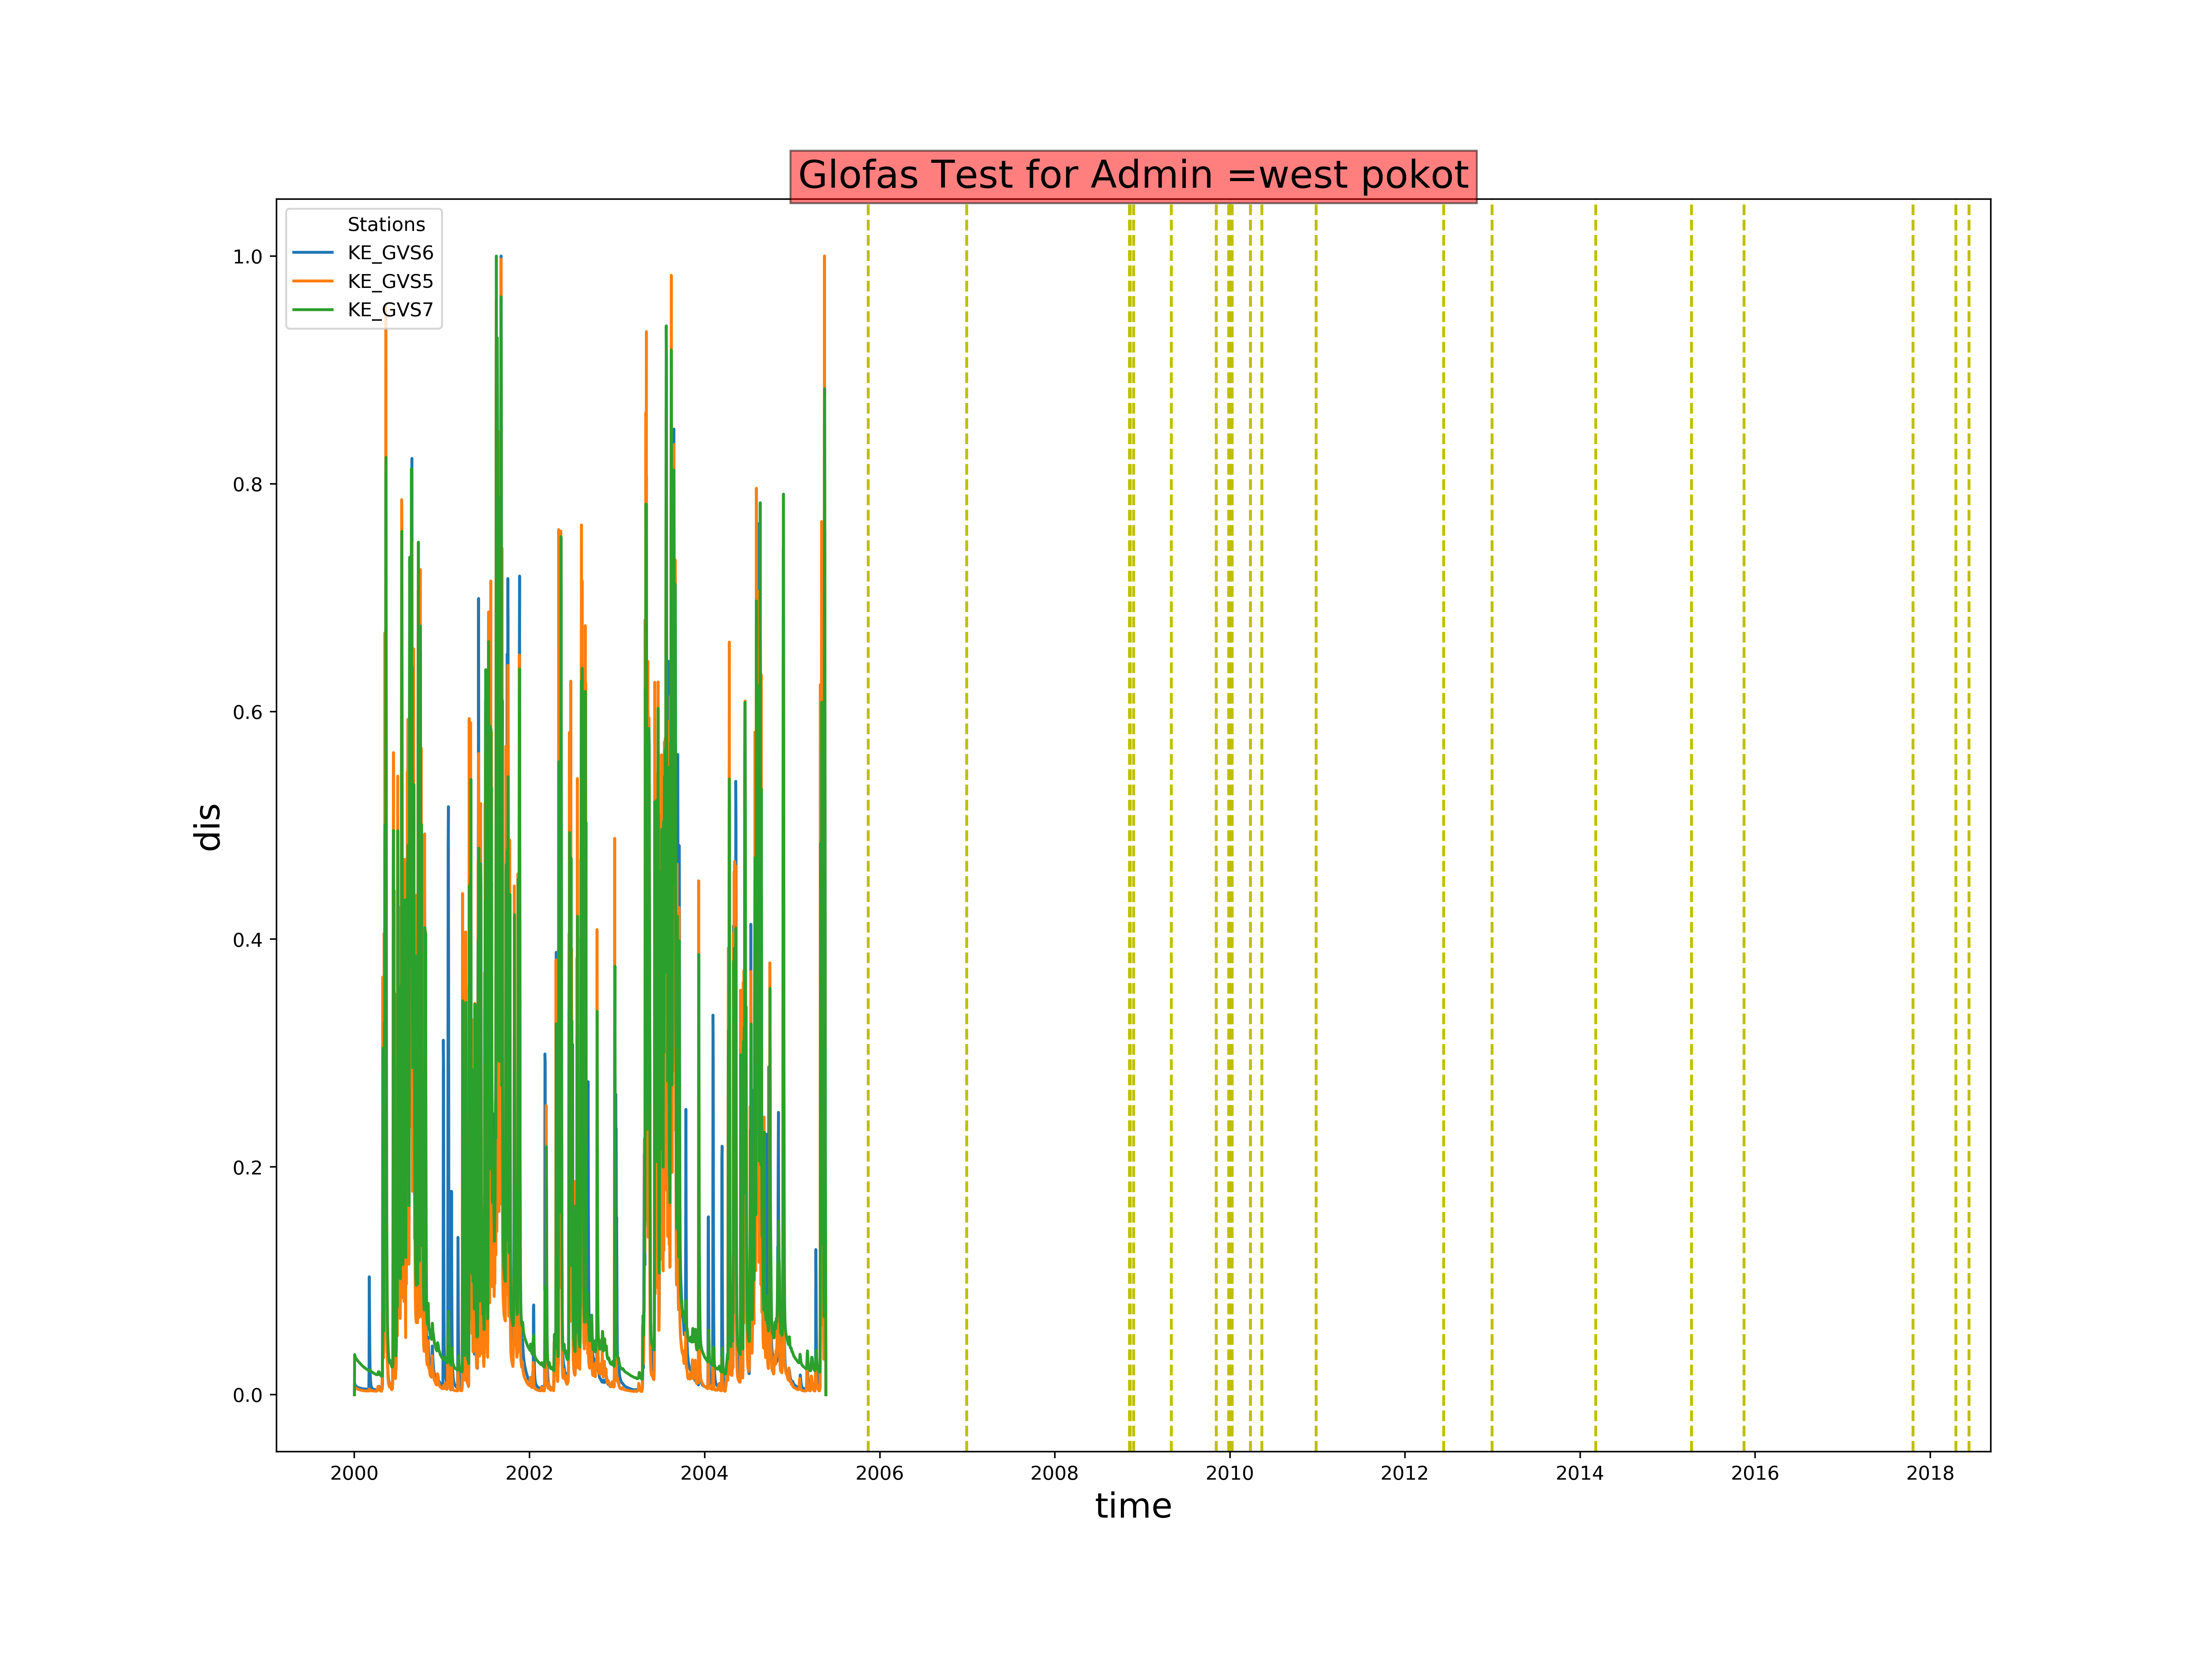 Glofas Test for Admin =west pokot
Stations
KE_GVS6
KE_GVS5
KE_GVS7
1.0
0.8
0.6
0.4
0.2
0.0
dis
2000 2002 2004 2006 2008 2010 2012 2014 2016 2018
time